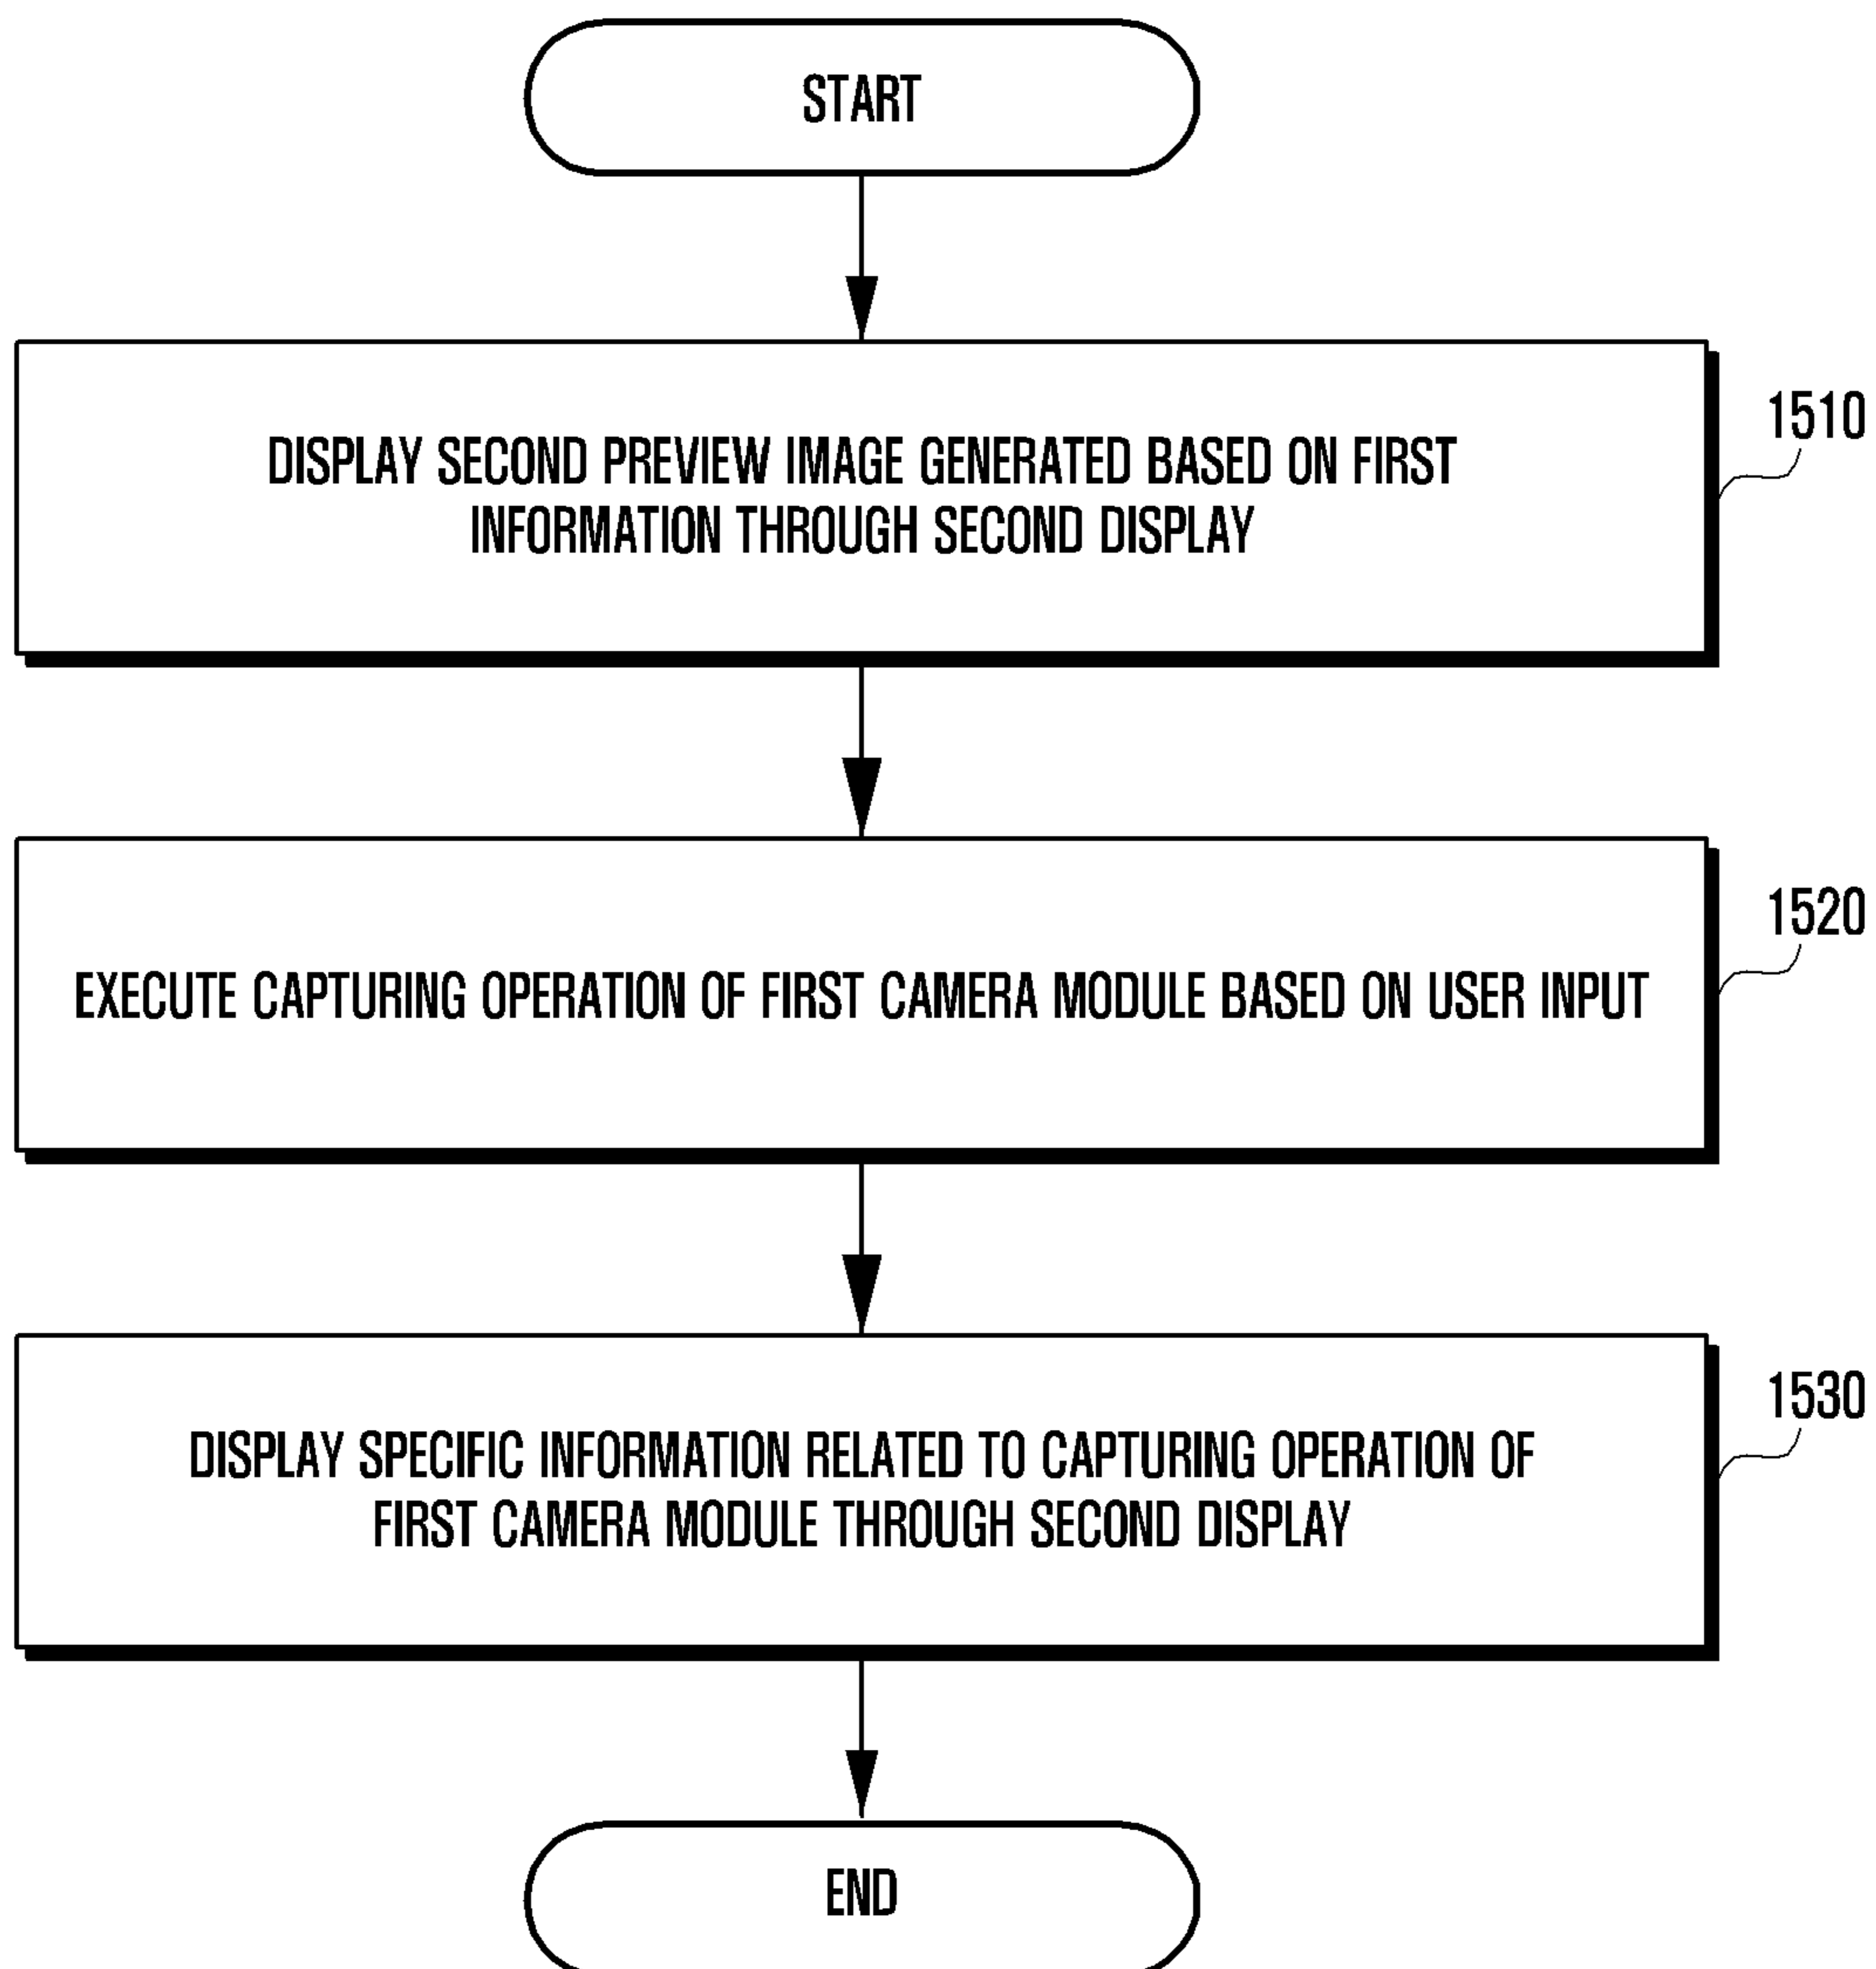 START
DISPLAY SECOND PREVIEW IMAGE GENERATED BASED ON FIRST
INFORMATION THROUGH SECOND DISPLAY
1510
EXECUTE CAPTURING OPERATION OF FIRST CAMERA MODULE BASED ON USER INPUT
1520
DISPLAY SPECIFIC INFORMATION RELATED TO CAPTURING OPERATION OF
FIRST CAMERA MODULE THROUGH SECOND DISPLAY
1530
END